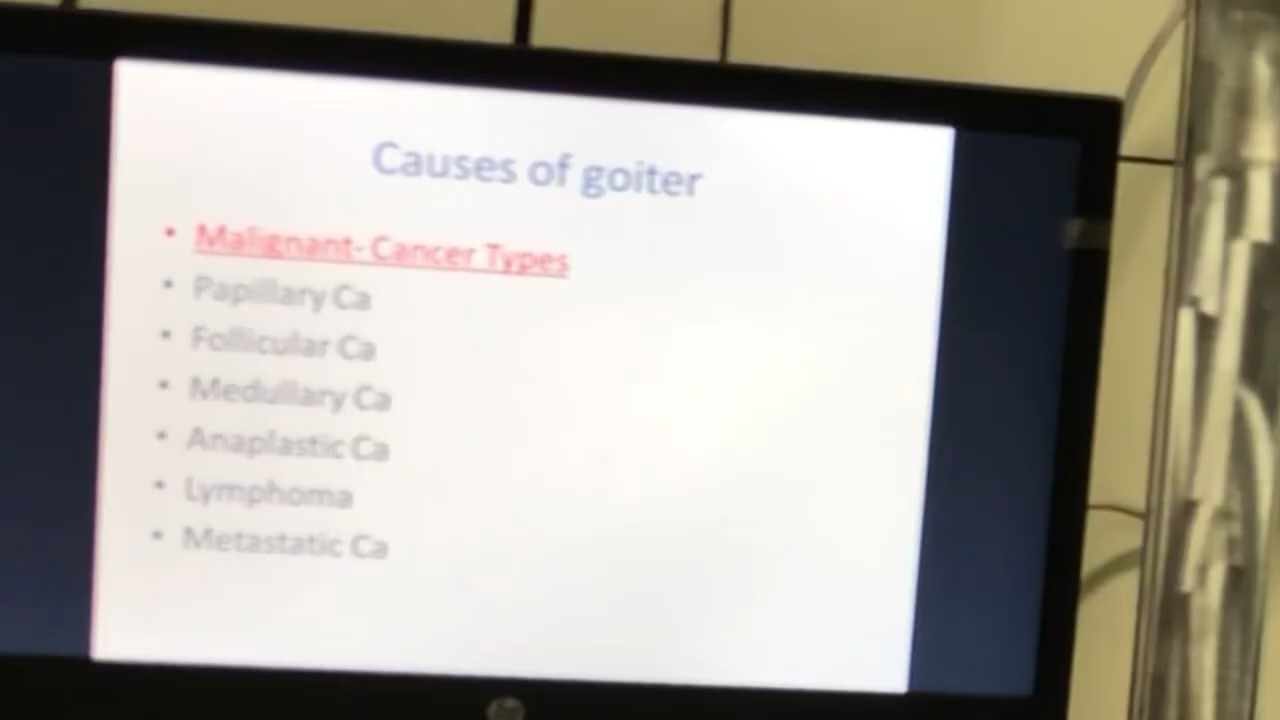 Causes of goiter
• Malignant- Cancer Types
• Papillary Ca
• Follicular Ca
• Medullary Ca
• Anaplastic Ca
• Lymphoma
• Metastatic Ca